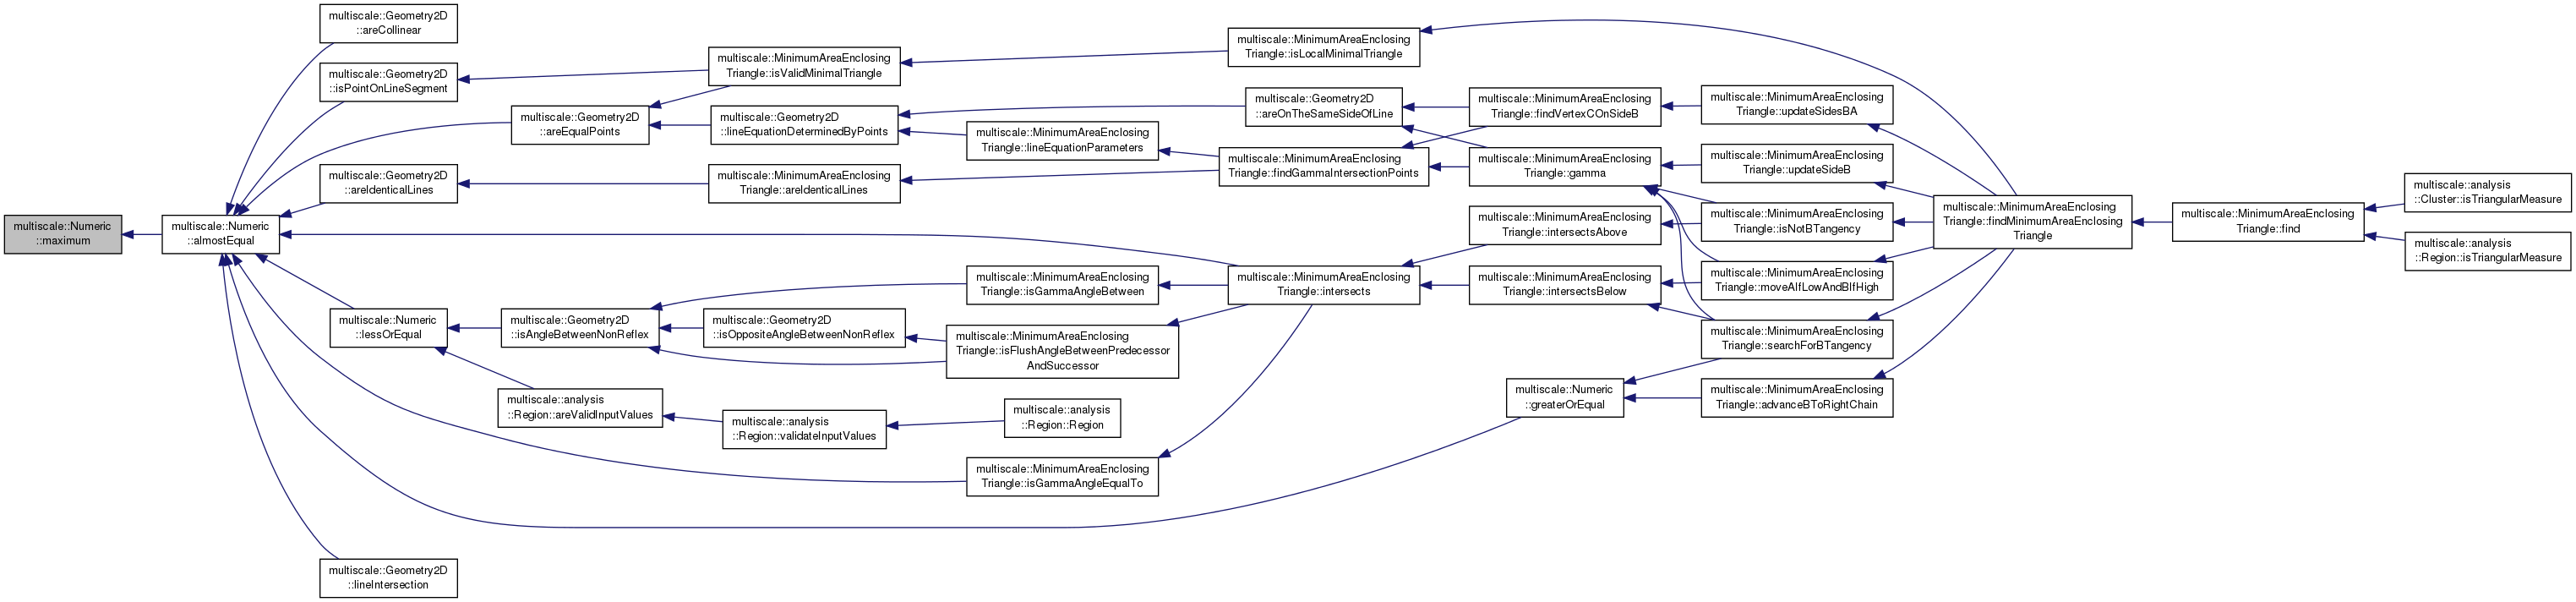 multiscale::Numeric
::maximum
multiscale::Numeric
::almostEqual
multiscale::Geometry2D
::areCollinear
multiscale::Geometry2D
::isPointOnLineSegment
multiscale::Geometry2D
::areEqualPoints
multiscale::Geometry2D
::areIdenticalLines
multiscale::Numeric
::lessOrEqual
multiscale::Geometry2D
::lineIntersection
multiscale::Geometry2D
::isAngleBetweenNonReflex
multiscale::analysis
::Region::areValidInputValues
multiscale::MinimumAreaEnclosing
Triangle::isValidMinimalTriangle
multiscale::Geometry2D
::lineEquationDeterminedByPoints
multiscale::MinimumAreaEnclosing
Triangle::areIdenticalLines
multiscale::Geometry2D
::isOppositeAngleBetweenNonReflex
multiscale::analysis
::Region::validateInputValues
multiscale::MinimumAreaEnclosing
Triangle::lineEquationParameters
multiscale::MinimumAreaEnclosing
Triangle::isGammaAngleBetween
multiscale::MinimumAreaEnclosing
Triangle::isFlushAngleBetweenPredecessor
AndSuccessor
multiscale::analysis
::Region::Region
multiscale::MinimumAreaEnclosing
Triangle::isGammaAngleEqualTo
multiscale::MinimumAreaEnclosing
Triangle::isLocalMinimalTriangle
multiscale::Geometry2D
::areOnTheSameSideOfLine
multiscale::MinimumAreaEnclosing
Triangle::findGammaIntersectionPoints
multiscale::MinimumAreaEnclosing
Triangle::intersects
multiscale::MinimumAreaEnclosing
Triangle::findVertexCOnSideB
multiscale::MinimumAreaEnclosing
Triangle::gamma
multiscale::MinimumAreaEnclosing
Triangle::intersectsAbove
multiscale::MinimumAreaEnclosing
Triangle::intersectsBelow
multiscale::Numeric
::greaterOrEqual
multiscale::MinimumAreaEnclosing
Triangle::updateSidesBA
multiscale::MinimumAreaEnclosing
Triangle::updateSideB
multiscale::MinimumAreaEnclosing
Triangle::isNotBTangency
multiscale::MinimumAreaEnclosing
Triangle::moveAIfLowAndBIfHigh
multiscale::MinimumAreaEnclosing
Triangle::searchForBTangency
multiscale::MinimumAreaEnclosing
Triangle::advanceBToRightChain
multiscale::MinimumAreaEnclosing
Triangle::findMinimumAreaEnclosing
Triangle
multiscale::MinimumAreaEnclosing
Triangle::find
multiscale::analysis
::Cluster::isTriangularMeasure
multiscale::analysis
::Region::isTriangularMeasure